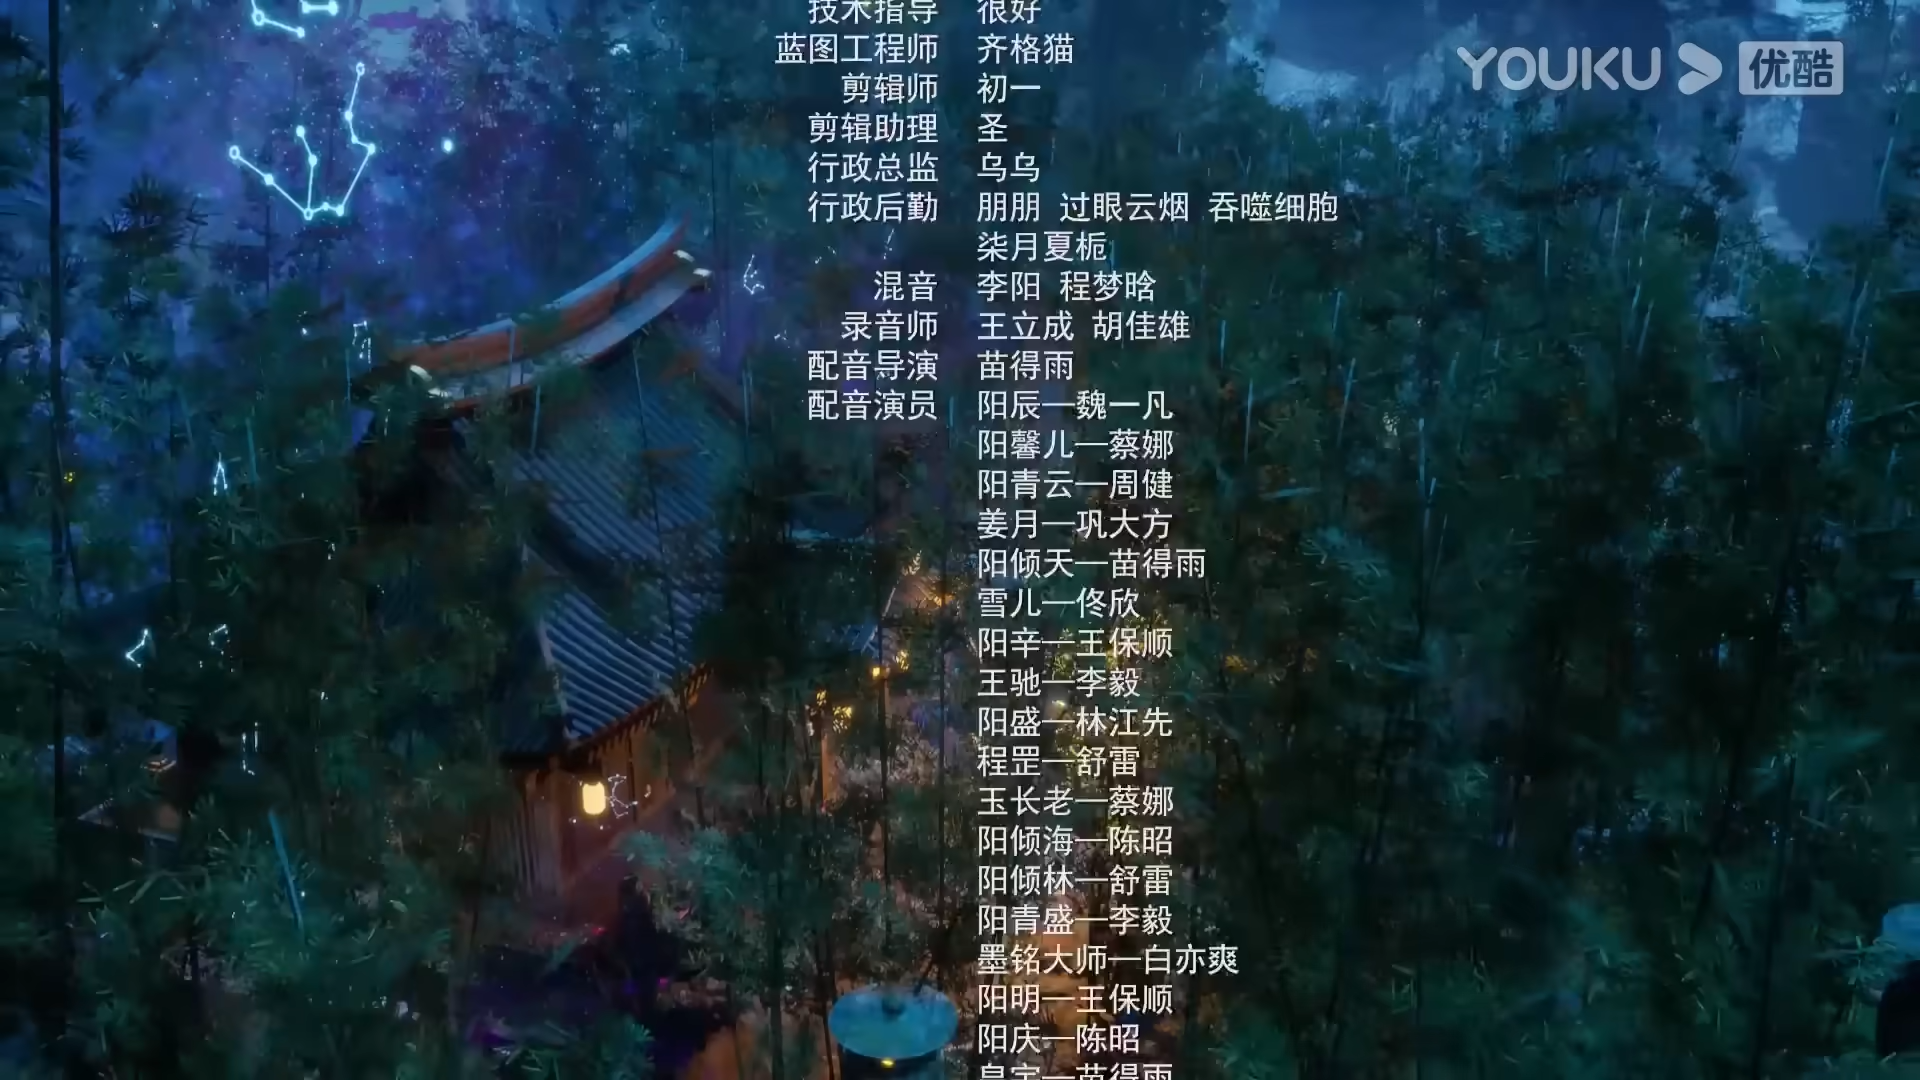 技术指导 很好
YOUKU 优酷
蓝图工程师 齐格猫
剪辑师 初一
剪辑助理 圣
行政总监 乌乌
行政后勤 朋朋 过眼云烟 吞噬细胞
柒月夏栀
混音 李阳 程梦晗
录音师 王立成 胡佳雄
配音导演 苗得雨
配音演员 阳辰—魏一凡
阳馨儿—蔡娜
阳青云—周健
姜月—巩大方
阳倾天—苗得雨
雪儿—佟欣
阳辛—王保顺
王驰—李毅
阳盛—林江先
程罡—舒雷
玉长老—蔡娜
阳倾海—陈昭
阳倾林—舒雷
阳青盛—李毅
墨铭大师—白亦爽
阳明—王保顺
阳庆—陈昭
皇宇—苗得雨